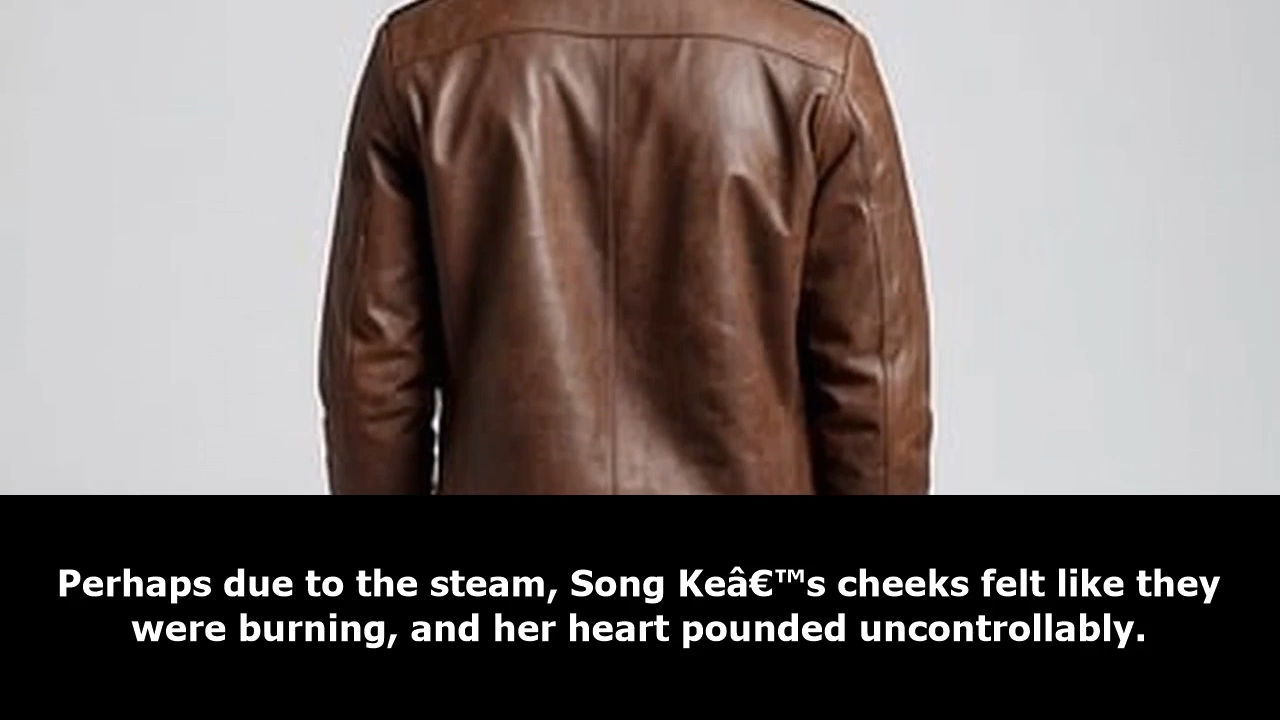 Perhaps due to the steam, Song Keâ€™s cheeks felt like they
were burning, and her heart pounded uncontrollably.